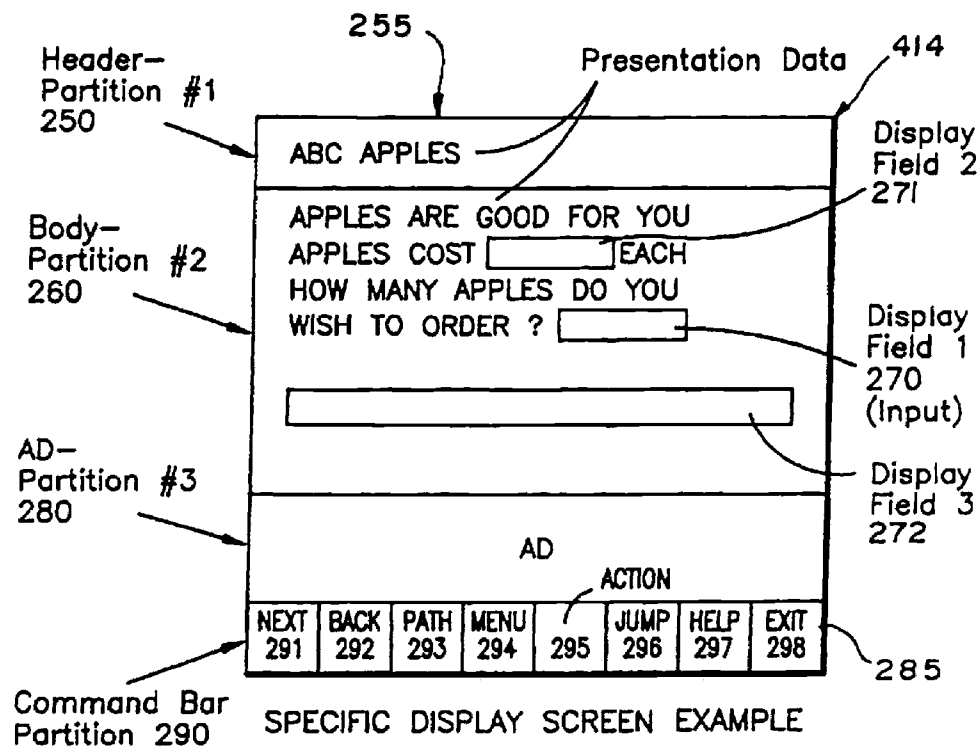 255
414
Header-
Partition #1
250
Presentation Data
ABC APPLES
Display
Field 2
271
Body-
Partition #2
260
APPLES ARE GOOD FOR YOU
APPLES COST EACH
HOW MANY APPLES DO YOU
WISH TO ORDER ?
Display
Field 1
270
(Input)
AD-
Partition #3
280
Display
Field 3
272
AD
ACTION
NEXT BACK PATH MENU JUMP HELP EXIT
291 292 293 294 295 296 297 298
285
Command Bar
Partition 290
SPECIFIC DISPLAY SCREEN EXAMPLE